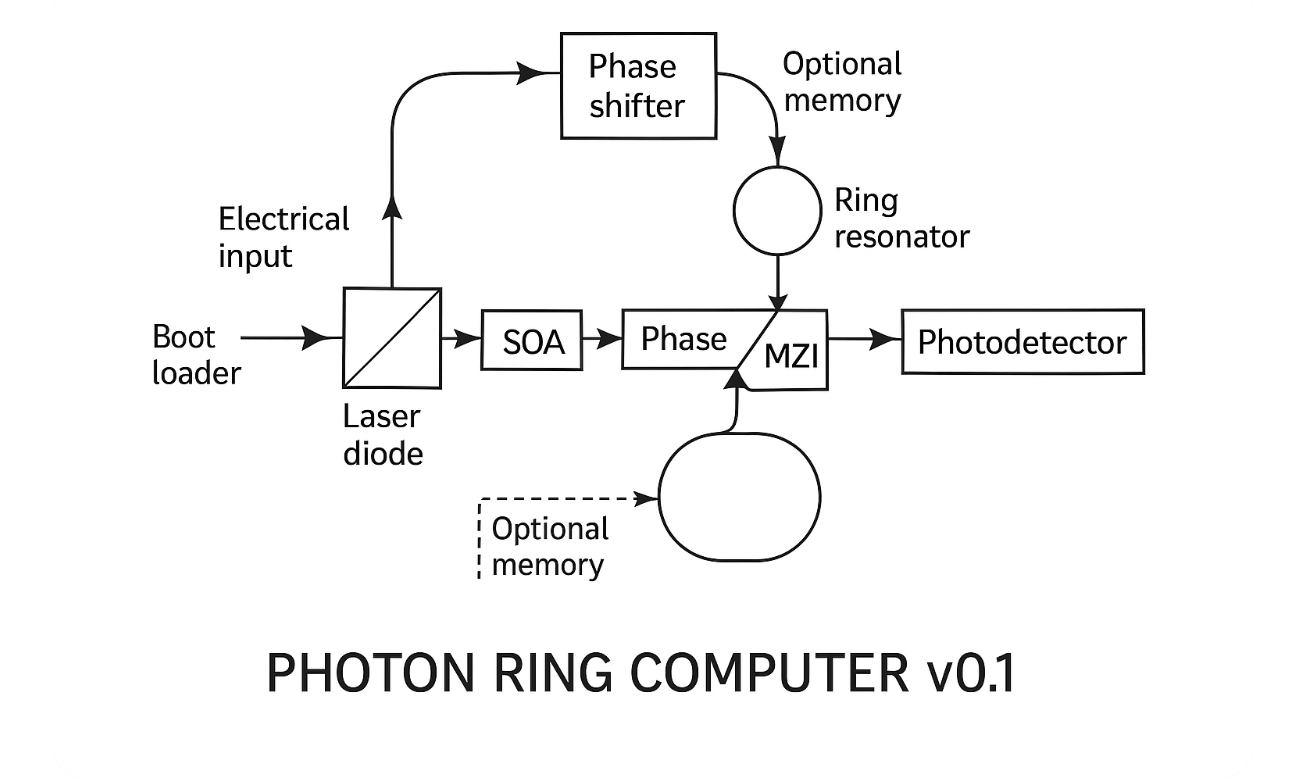 Phase
shifter
Optional
memory
Electrical
input
Ring
resonator
Boot
loader
SOA
Phase
MZI
Photodetector
Laser
diode
Optional
memory
PHOTON RING COMPUTER v0.1